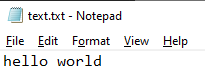 text.txt - Notepad
File Edit Format View Help
hello world